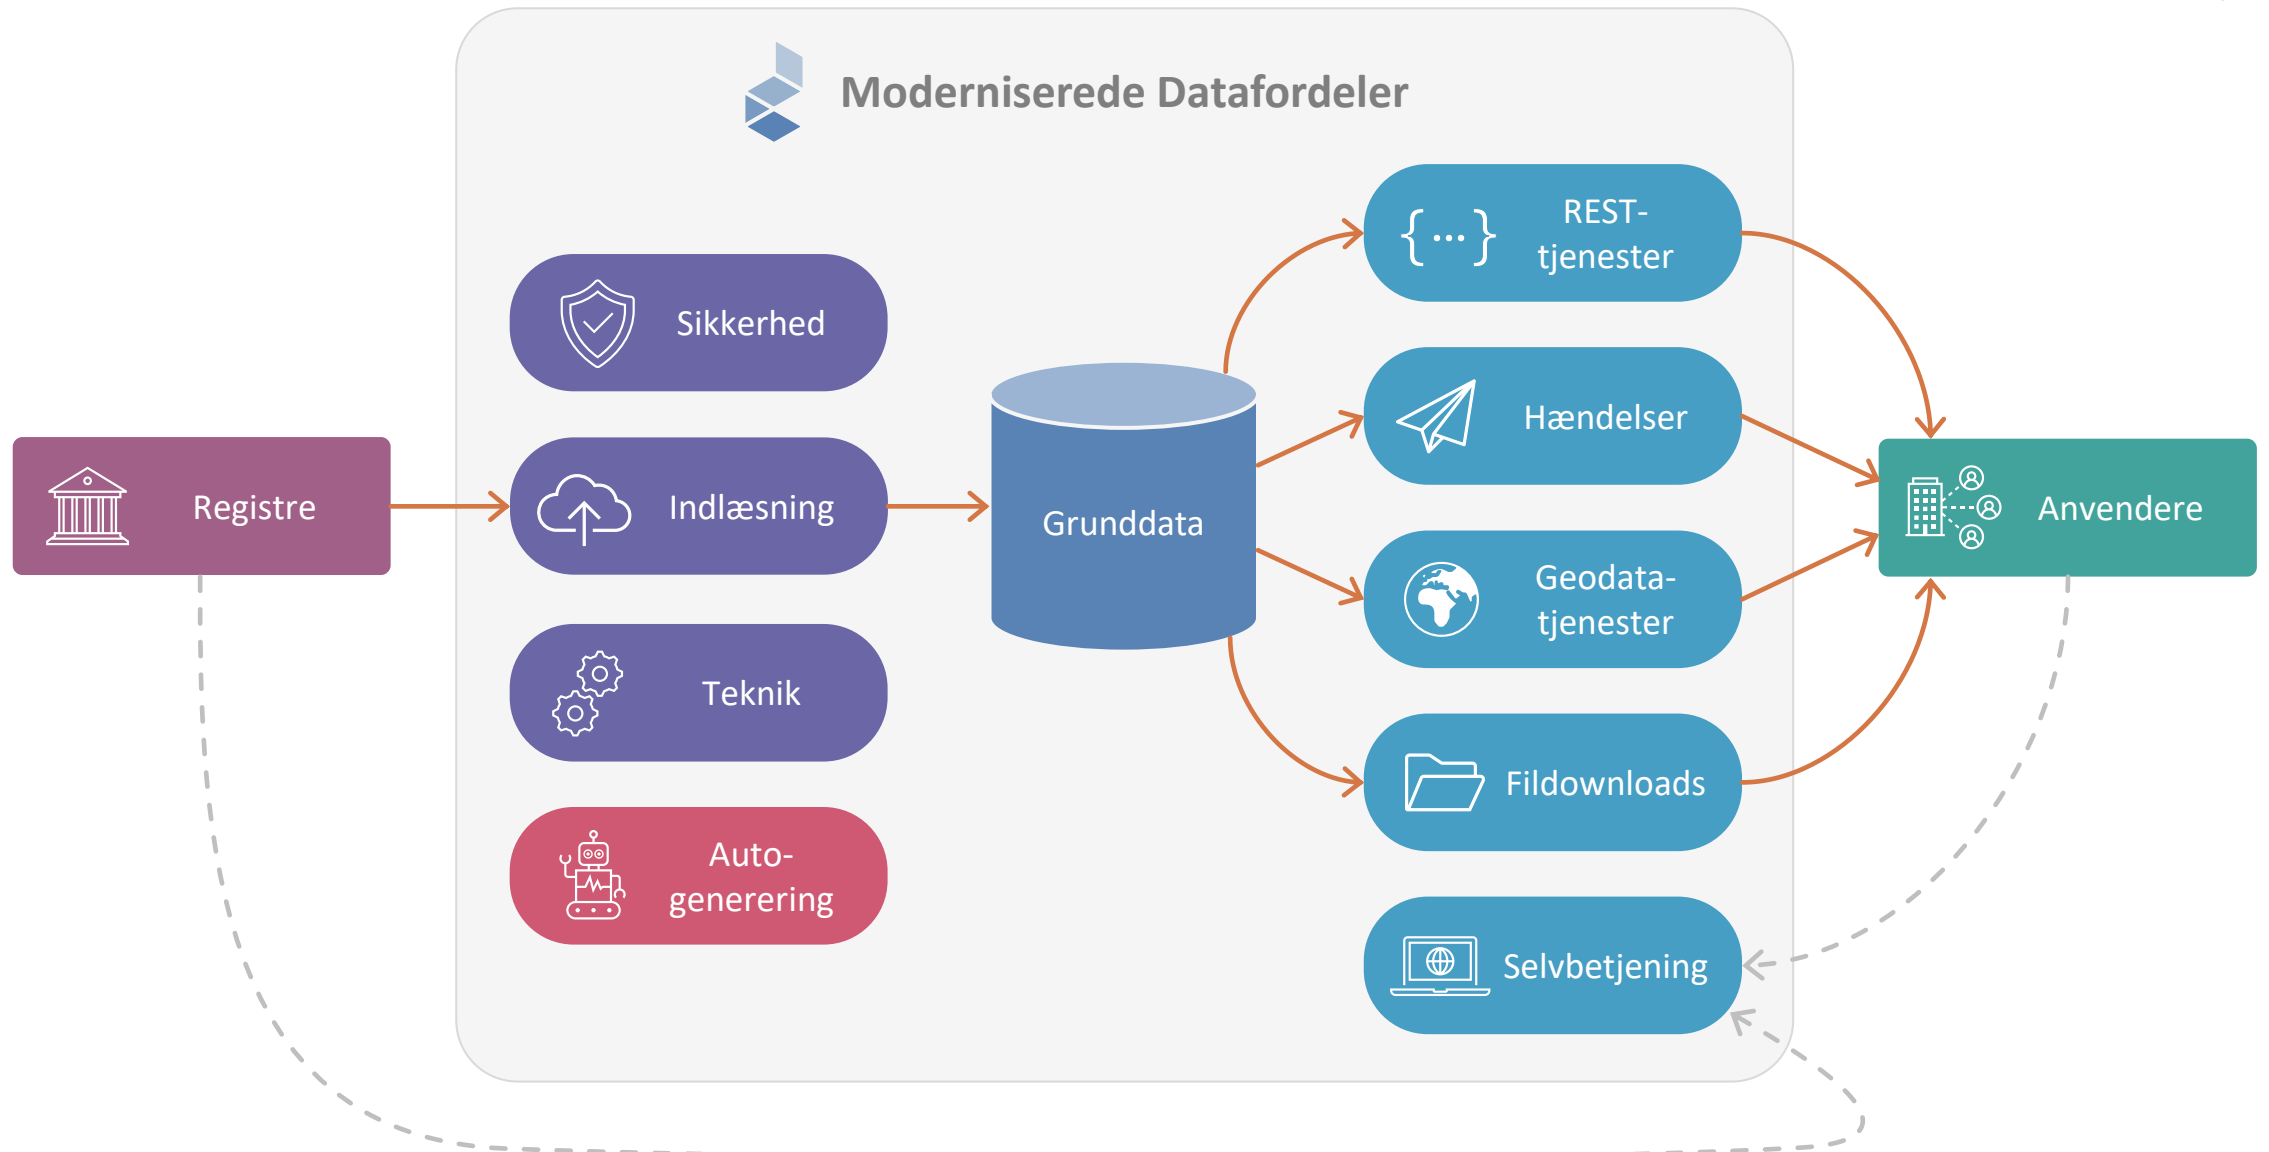 Moderniserede Datafordeler
Registre
Sikkerhed
Indlæsning
Teknik
Auto-
generering
Grunddata
{...}
REST-
tjenester
Hændelser
Geodata-
tjenester
Fildownloads
Selvbetjening
Anvendere